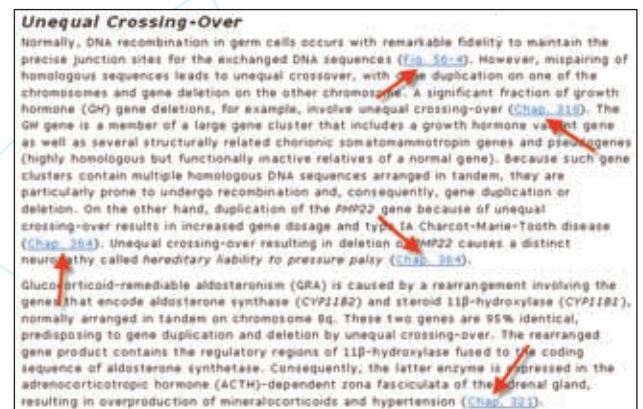 Unequal Crossing-Over
Normally, DNA recombination in germ cells occurs with remarkable fidelity to maintain the
precise junction sites for the exchanged DNA sequences (Fig. 56-4). However, mispairing of
homologous sequences leads to unequal crossover, with gene duplication on one of the
chromosomes and gene deletion on the other chromosome. A significant fraction of growth
hormone (GH) gene deletions, for example, involve unequal crossing-over (Chap. 318). The
GH gene is a member of a large gene cluster that includes a growth hormone variant gene
as well as several structurally related chorionic somatomammotropin genes and pseudogenes
(highly homologous but functionally inactive relatives of a normal gene). Because such gene
clusters contain multiple homologous DNA sequences arranged in tandem, they are
particularly prone to undergo recombination and, consequently, gene duplication or
deletion. On the other hand, duplication of the PMP22 gene because of unequal
crossing-over results in increased gene dosage and type IA Charcot-Marie-Tooth disease
(Chap. 364). Unequal crossing-over resulting in deletion of PMP22 causes a distinct
neuropathy called hereditary liability to pressure palsy (Chap. 364).
Glucocorticoid-remediable aldosteronism (GRA) is caused by a rearrangement involving the
genes that encode aldosterone synthase (CYP11B2) and steroid 11β-hydroxylase (CYP11B1),
normally arranged in tandem on chromosome 8q. These two genes are 95% identical,
predisposing to gene duplication and deletion by unequal crossing-over. The rearranged
gene product contains the regulatory regions of 11β-hydroxylase fused to the coding
sequence of aldosterone synthetase. Consequently, the latter enzyme is expressed in the
adrenocorticotropic hormone (ACTH)-dependent zona fasciculata of the adrenal gland,
resulting in overproduction of mineralocorticoids and hypertension (Chap. 321).